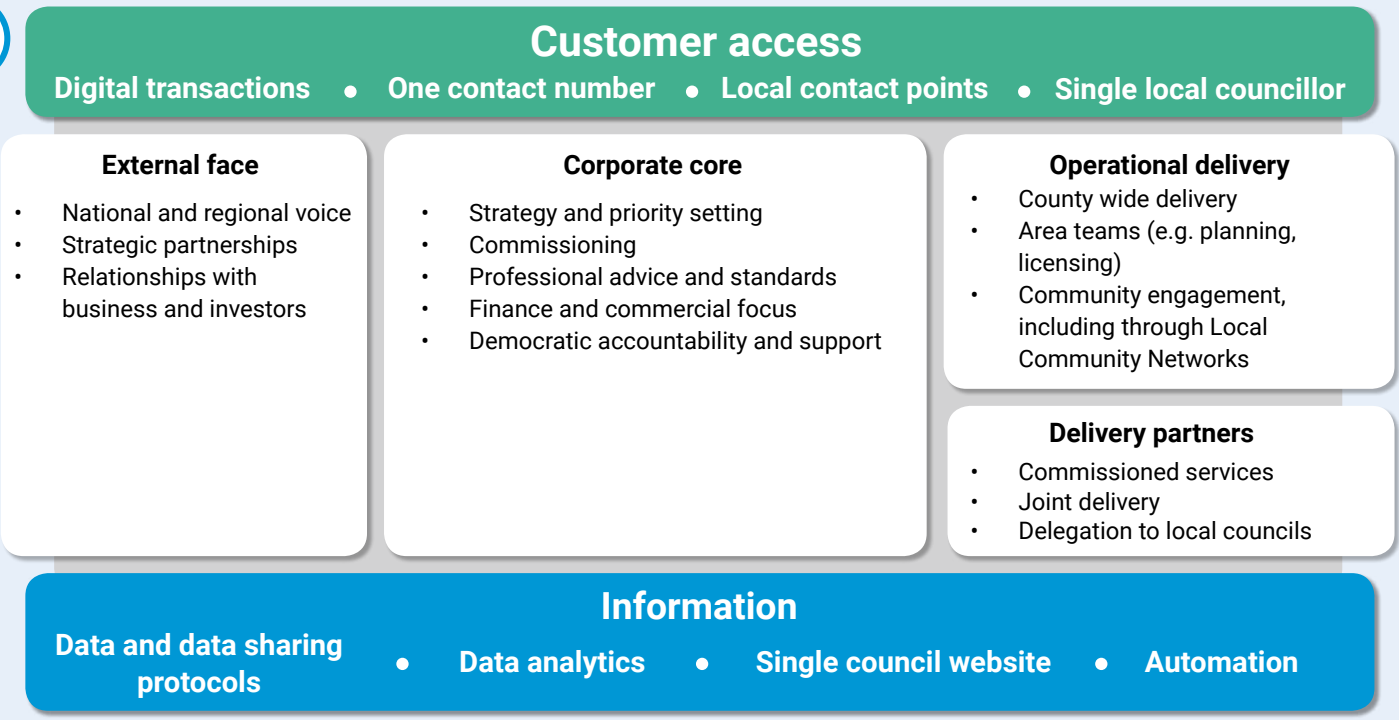 Customer access
Digital transactions • One contact number • Local contact points • Single local councillor
External face
• National and regional voice
• Strategic partnerships
• Relationships with
business and investors
Corporate core
• Strategy and priority setting
• Commissioning
• Professional advice and standards
• Finance and commercial focus
• Democratic accountability and support
Operational delivery
• County wide delivery
• Area teams (e.g. planning,
licensing)
• Community engagement,
including through Local
Community Networks
Delivery partners
• Commissioned services
• Joint delivery
• Delegation to local councils
Information
Data and data sharing
protocols • Data analytics • Single council website • Automation